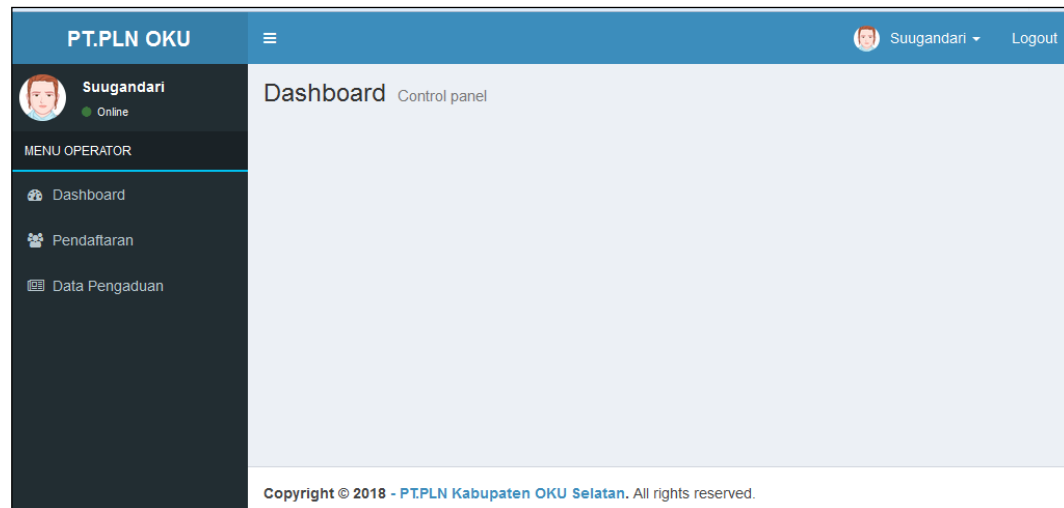 PT.PLN OKU
Suugandari
Logout
Suugandari
Online
MENU OPERATOR
Dashboard
Pendaftaran
Data Pengaduan
Dashboard Control panel
Copyright © 2018 - PT.PLN Kabupaten OKU Selatan. All rights reserved.